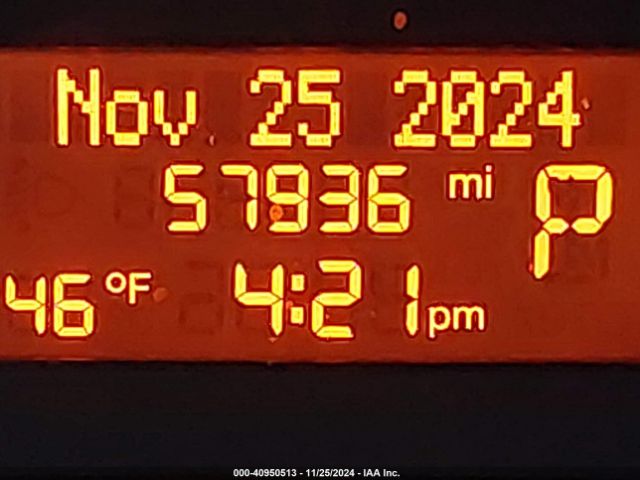 Nov 25 2024
57936 mi P
46°F 4:21 pm
000-40950513 - 11/25/2024 - IAA Inc.